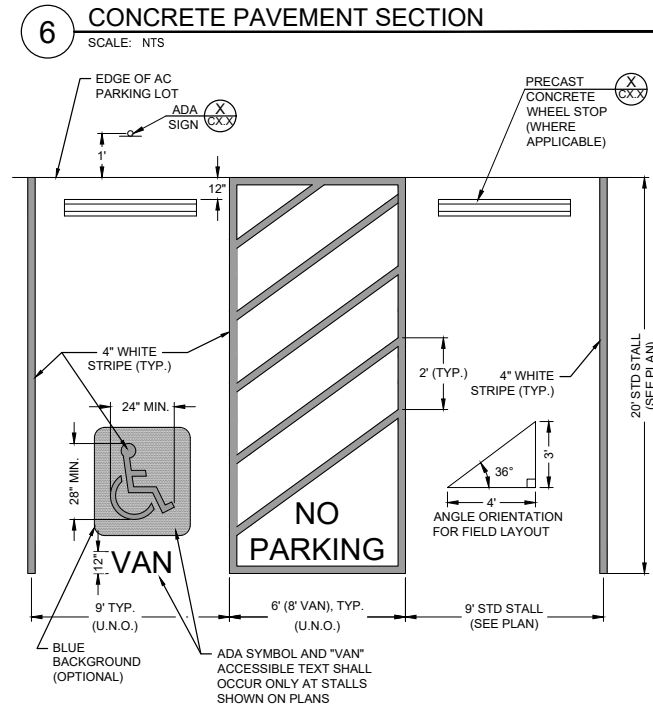 6
CONCRETE PAVEMENT SECTION
SCALE: NTS
EDGE OF AC
PARKING LOT
ADA
SIGN
X
CX.X
1'
12"
PRECAST
CONCRETE
WHEEL STOP
(WHERE
APPLICABLE)
X
CX.X
4" WHITE
STRIPE (TYP.)
24" MIN.
28" MIN.
12"
VAN
2' (TYP.)
4" WHITE
STRIPE (TYP.)
20' STD STALL
(SEE PLAN)
36°
3'
4'
ANGLE ORIENTATION
FOR FIELD LAYOUT
NO
PARKING
9' TYP.
(U.N.O.)
6' (8' VAN), TYP.
(U.N.O.)
9' STD STALL
(SEE PLAN)
BLUE
BACKGROUND
(OPTIONAL)
ADA SYMBOL AND "VAN"
ACCESSIBLE TEXT SHALL
OCCUR ONLY AT STALLS
SHOWN ON PLANS